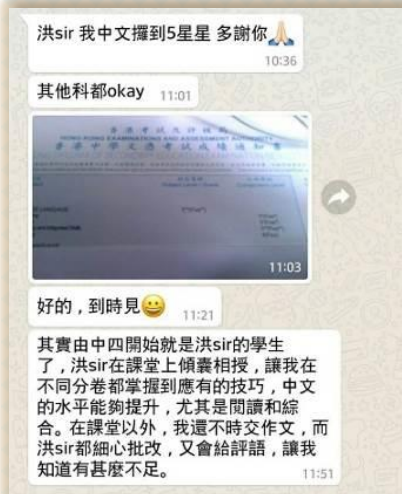 洪sir 我中文攞到5星星 多謝你🙏🏻
10:36
其他科都okay 11:01
香港考試及評核局
HONG KONG EXAMINATIONS AND ASSESSMENT AUTHORITY
香港中學文憑考試成績通知書
11:03
好的，到時見😀 11:21
其實由中四開始就是洪sir的學生
了，洪sir在課堂上傾囊相授，讓我在
不同分卷都掌握到應有的技巧，中文
的水平能夠提升，尤其是閱讀和綜
合。在課堂以外，我還不時交作文，而
洪sir都細心批改，又會給評語，讓我
知道有甚麼不足。 11:51